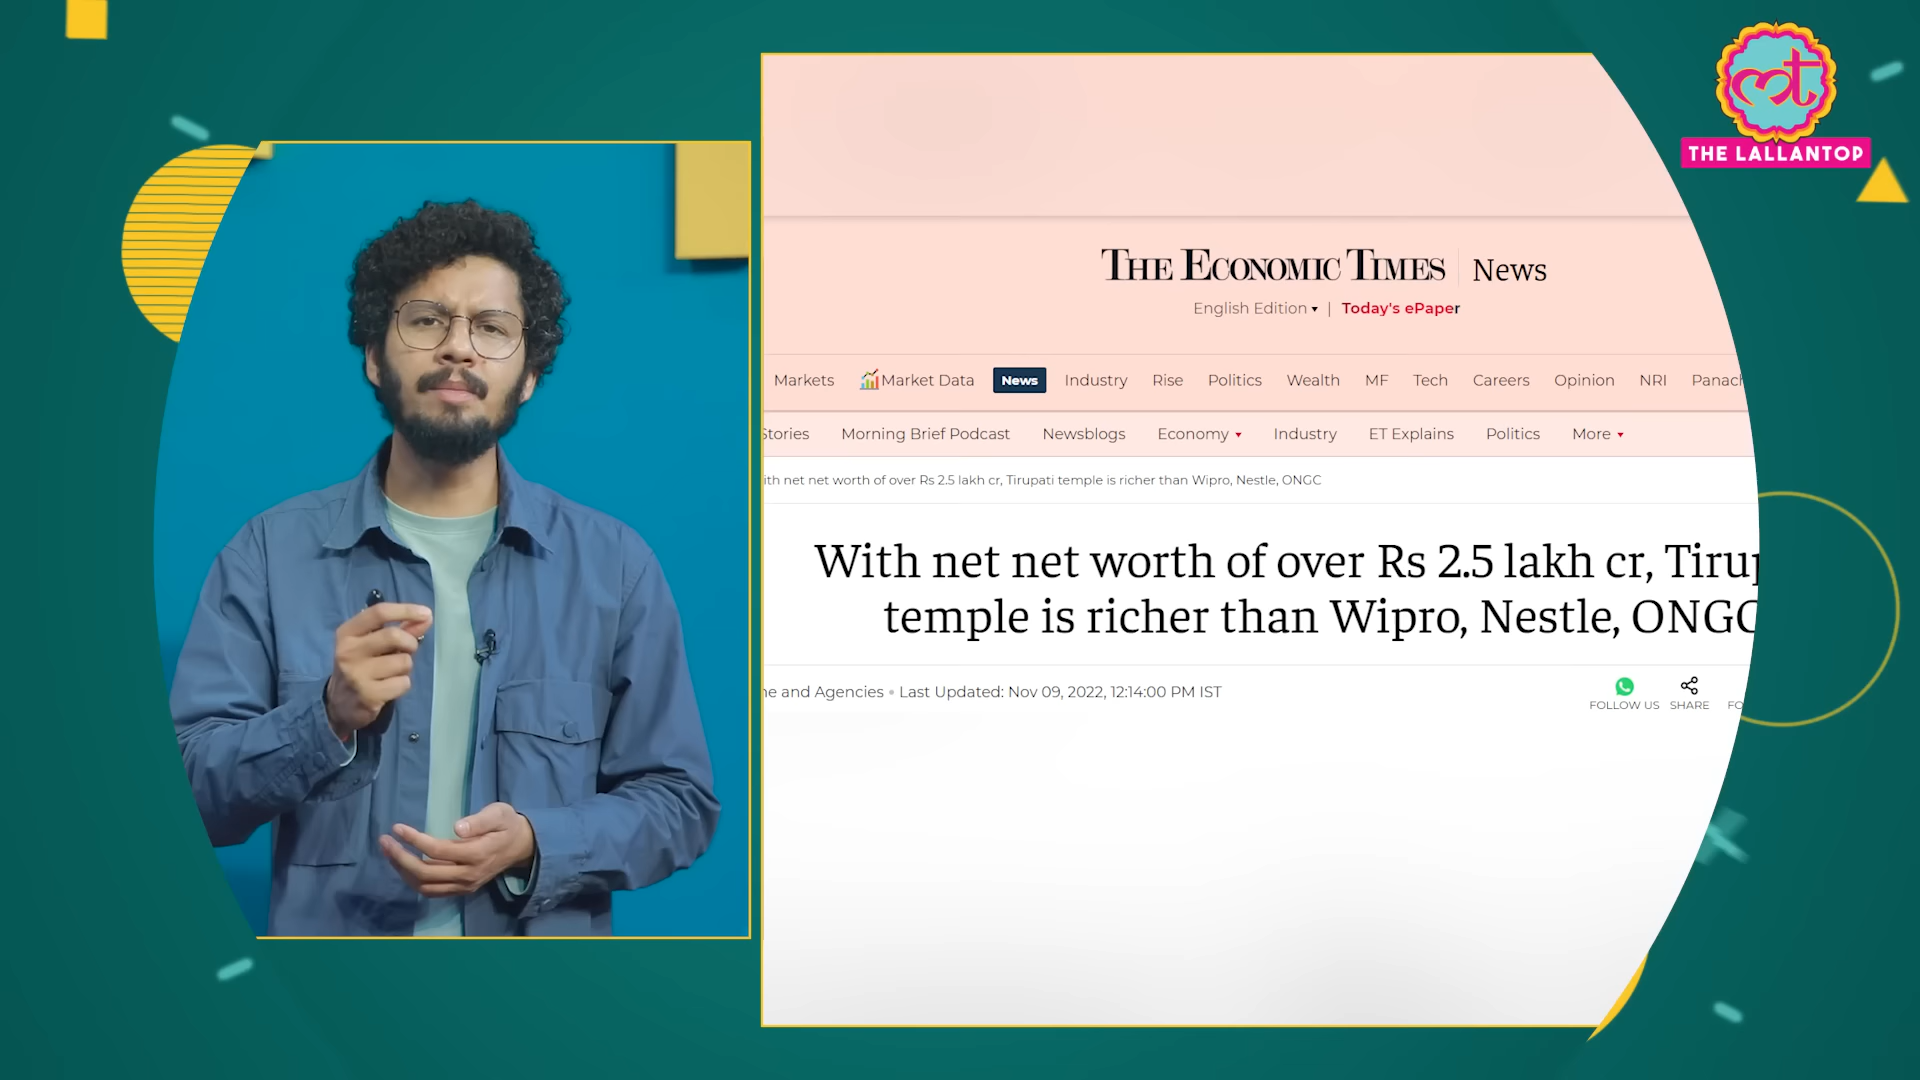 THE LALLANTOP
THE ECONOMIC TIMES News
English Edition | Today's ePaper
Markets Market Data News Industry Rise Politics Wealth MF Tech Careers Opinion NRI
Stories Morning Brief Podcast Newsblogs Economy Industry ET Explains Politics More
net worth of over Rs 2.5 lakh cr, Tirupati temple is richer than Wipro, Nestle, ONGC
With net net worth of over Rs 2.5 lakh cr,
temple is richer than Wipro, Nestle, ONGC
and Agencies • Last Updated: Nov 09, 2022, 12:14:00 PM IST
FOLLOW US SHARE